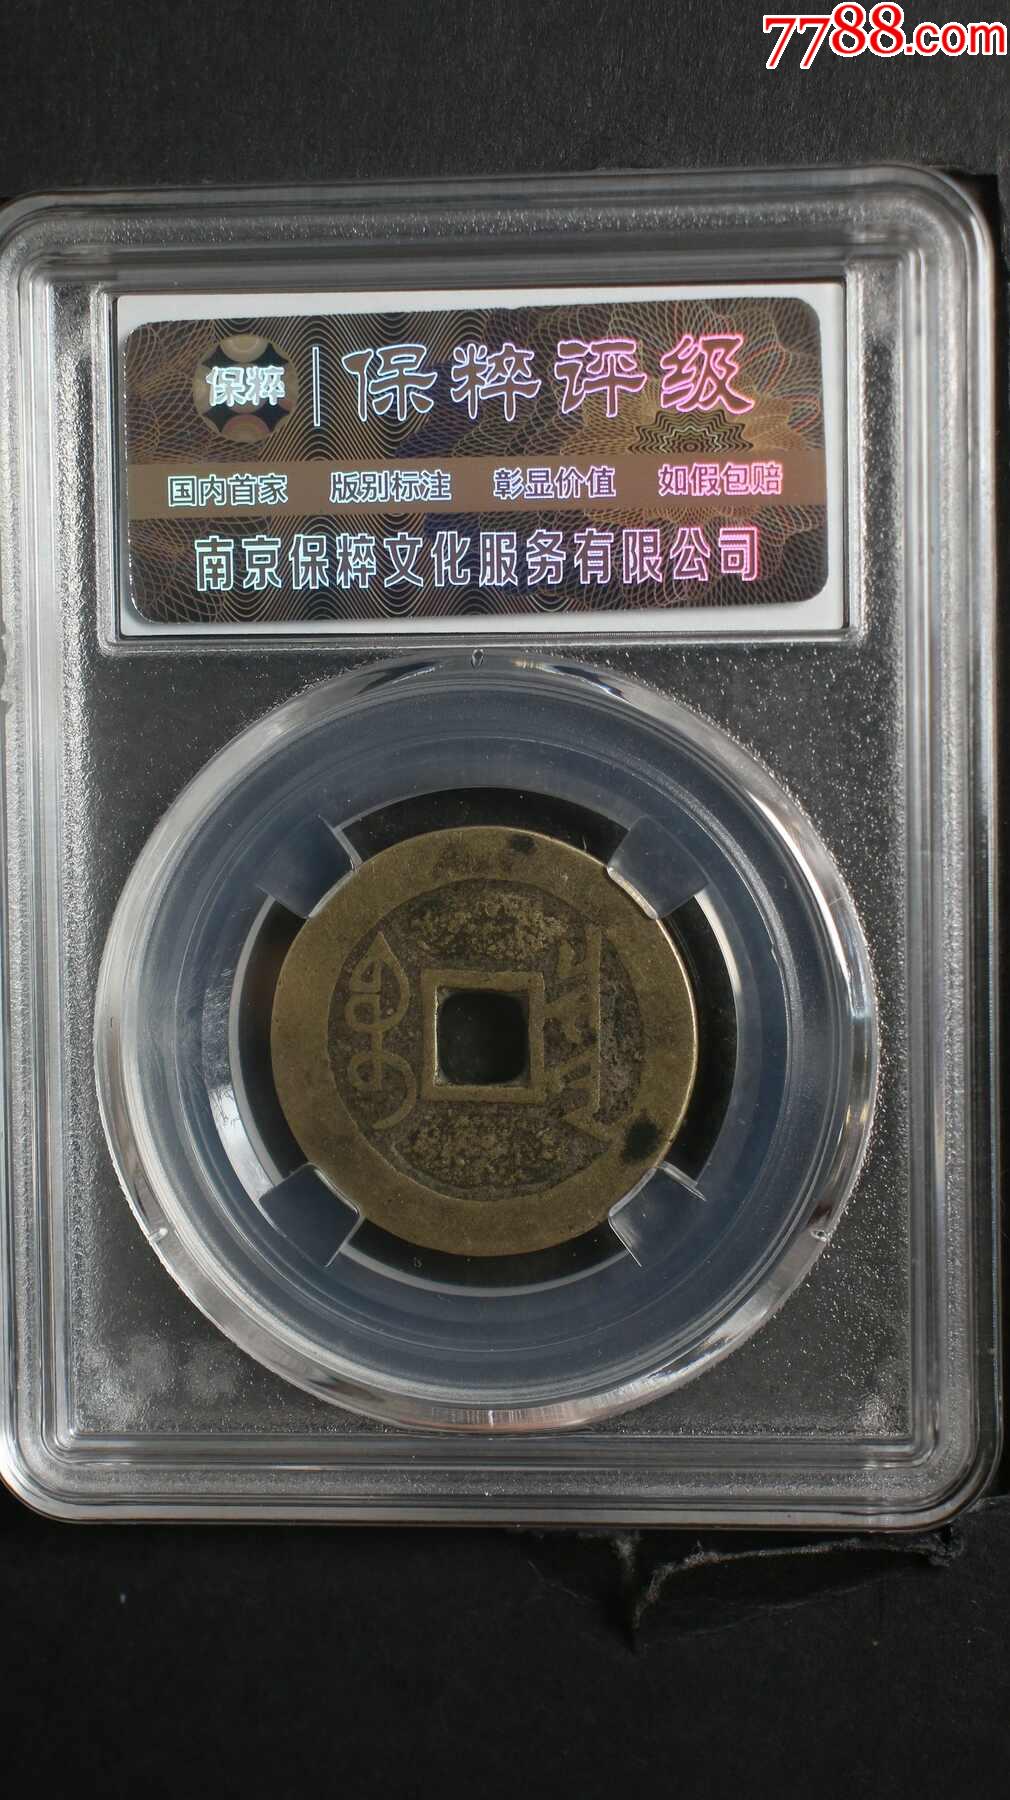 7788.com
保粹 保粹评级
国内首家 版别标注 彰显价值 如假包赔
南京保粹文化服务有限公司